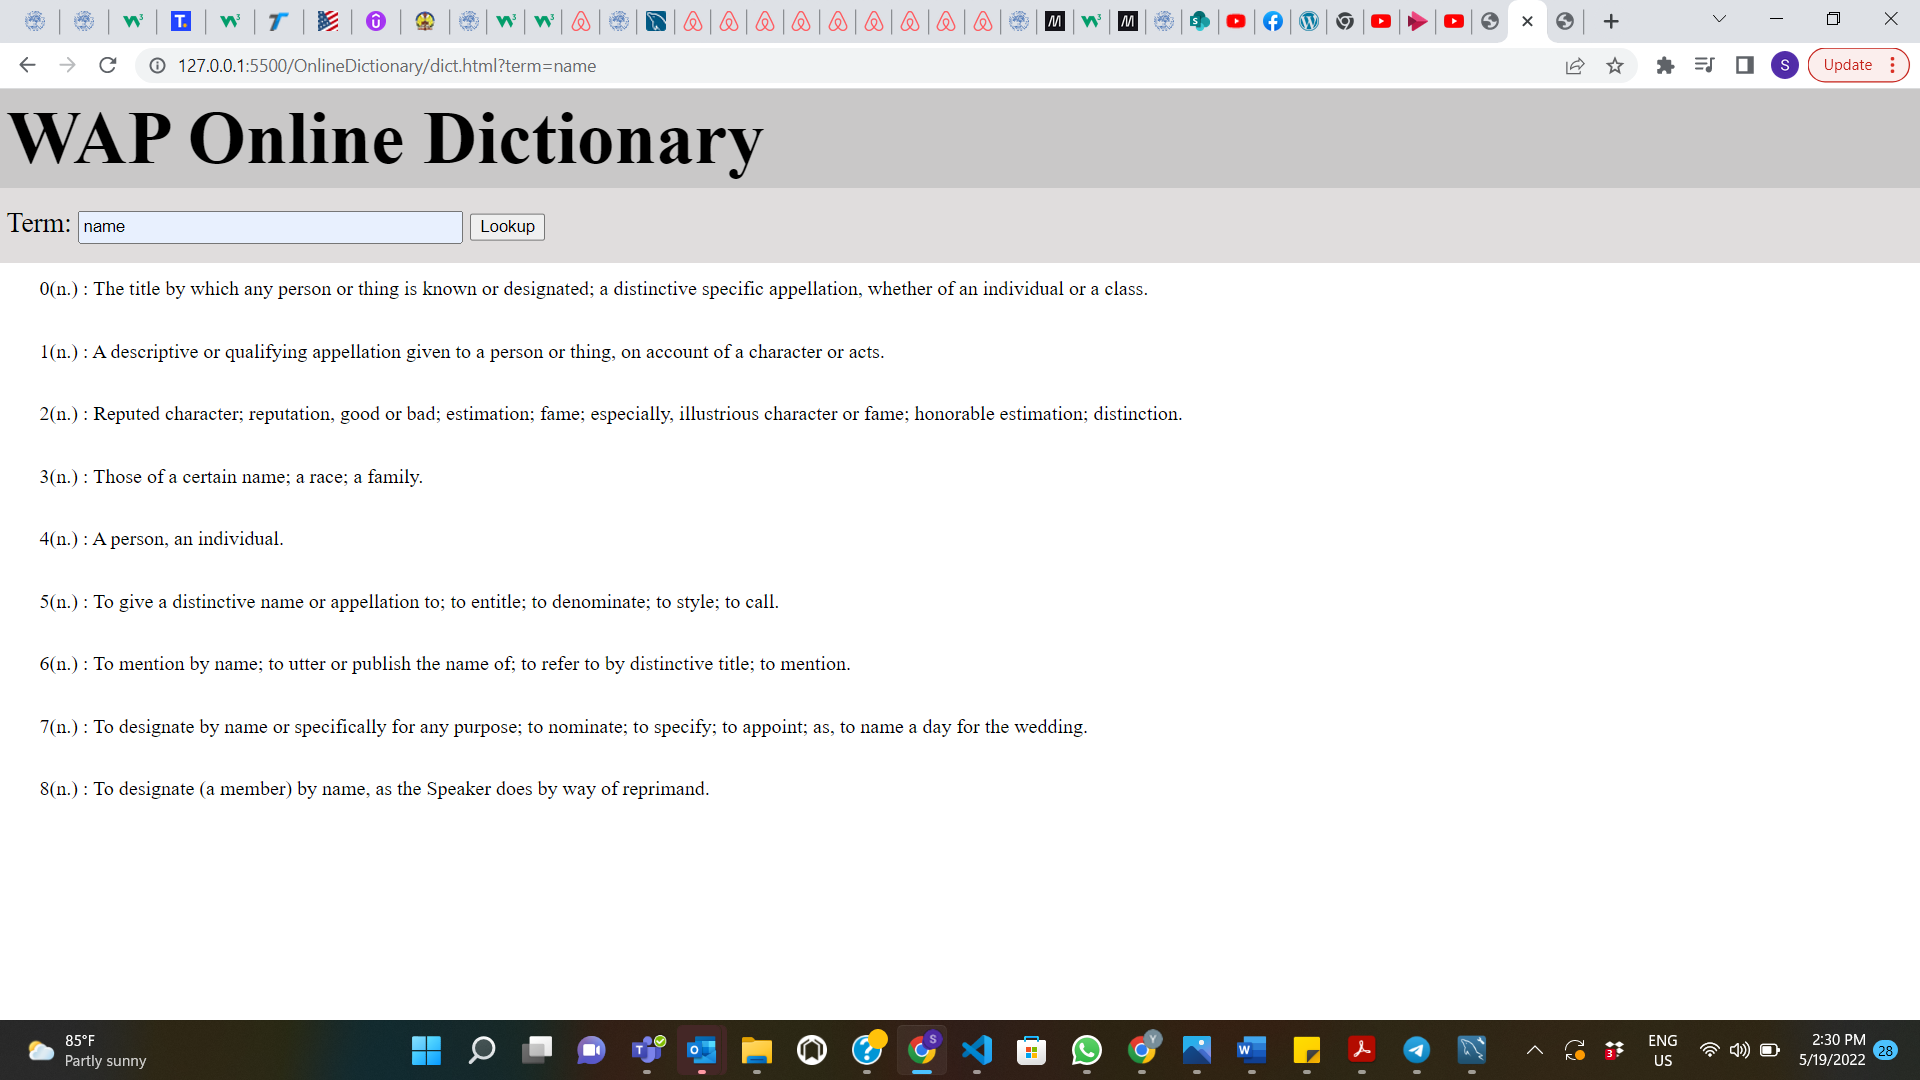 127.0.0.1:5500/OnlineDictionary/dict.html?term=name
S
Update
WAP Online Dictionary
Term: name Lookup
0(n.) : The title by which any person or thing is known or designated; a distinctive specific appellation, whether of an individual or a class.
1(n.) : A descriptive or qualifying appellation given to a person or thing, on account of a character or acts.
2(n.) : Reputed character; reputation, good or bad; estimation; fame; especially, illustrious character or fame; honorable estimation; distinction.
3(n.) : Those of a certain name; a race; a family.
4(n.) : A person, an individual.
5(n.) : To give a distinctive name or appellation to; to entitle; to denominate; to style; to call.
6(n.) : To mention by name; to utter or publish the name of; to refer to by distinctive title; to mention.
7(n.) : To designate by name or specifically for any purpose; to nominate; to specify; to appoint; as, to name a day for the wedding.
8(n.) : To designate (a member) by name, as the Speaker does by way of reprimand.
85°F
Partly sunny
ENG
US
2:30 PM
5/19/2022
28